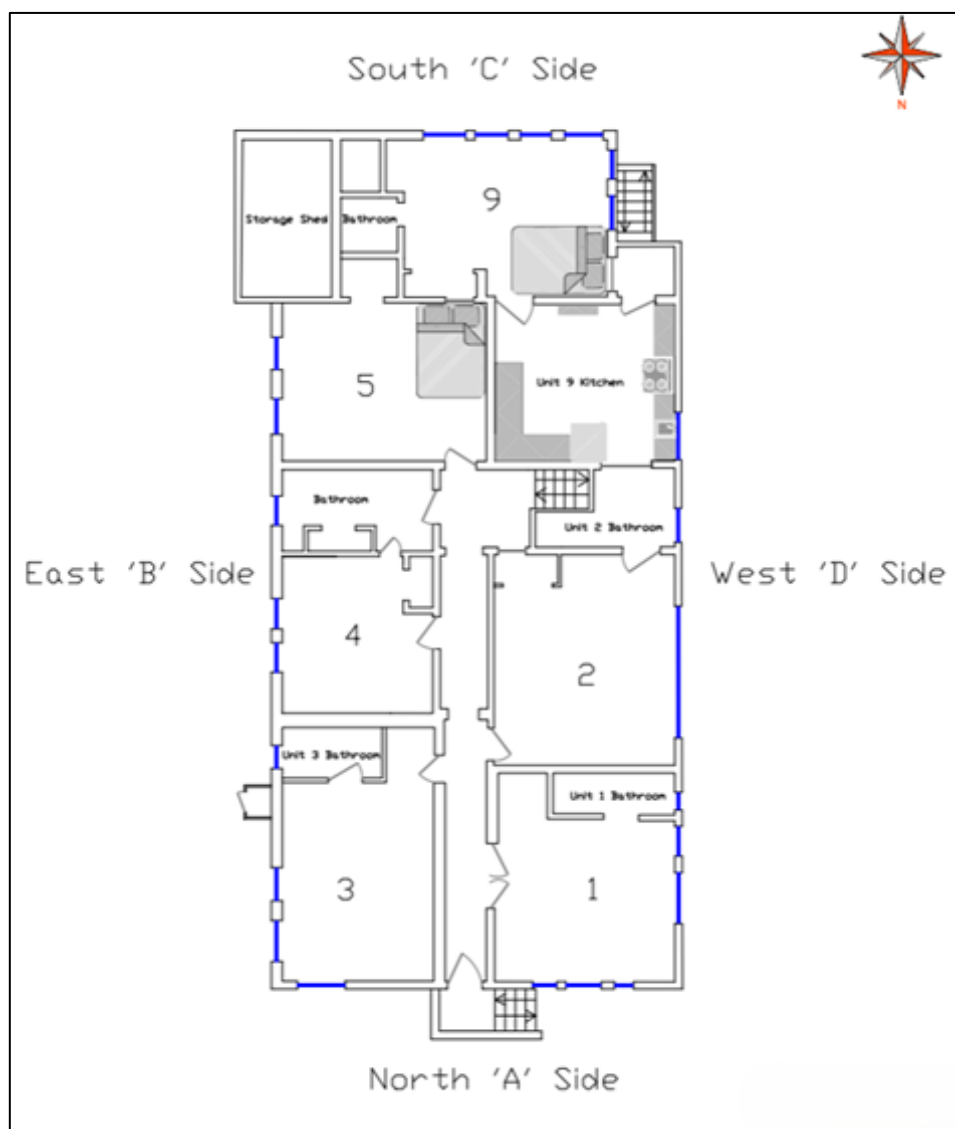 South 'C' Side
N
9
Storage Shed
Bathroom
5
Unit 9 Kitchen
Bathroom
Unit 2 Bathroom
East 'B' Side
West 'D' Side
4
2
Unit 3 Bathroom
Unit 1 Bathroom
3
1
North 'A' Side